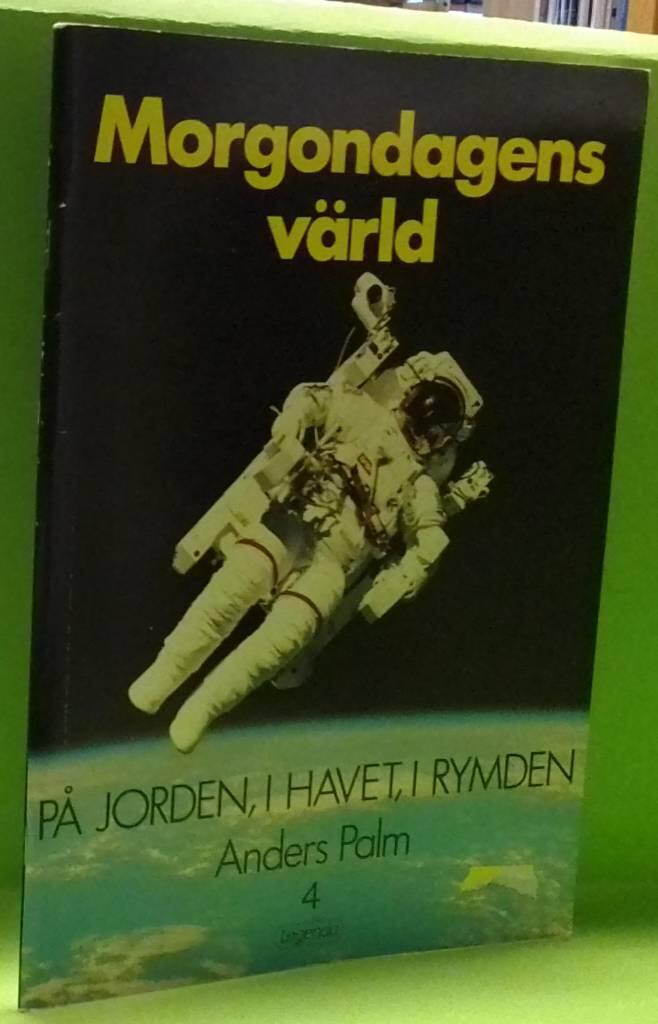 Morgondagens
värld
PÅ JORDEN, I HAVET, I RYMDEN
Anders Palm
4
Legenda